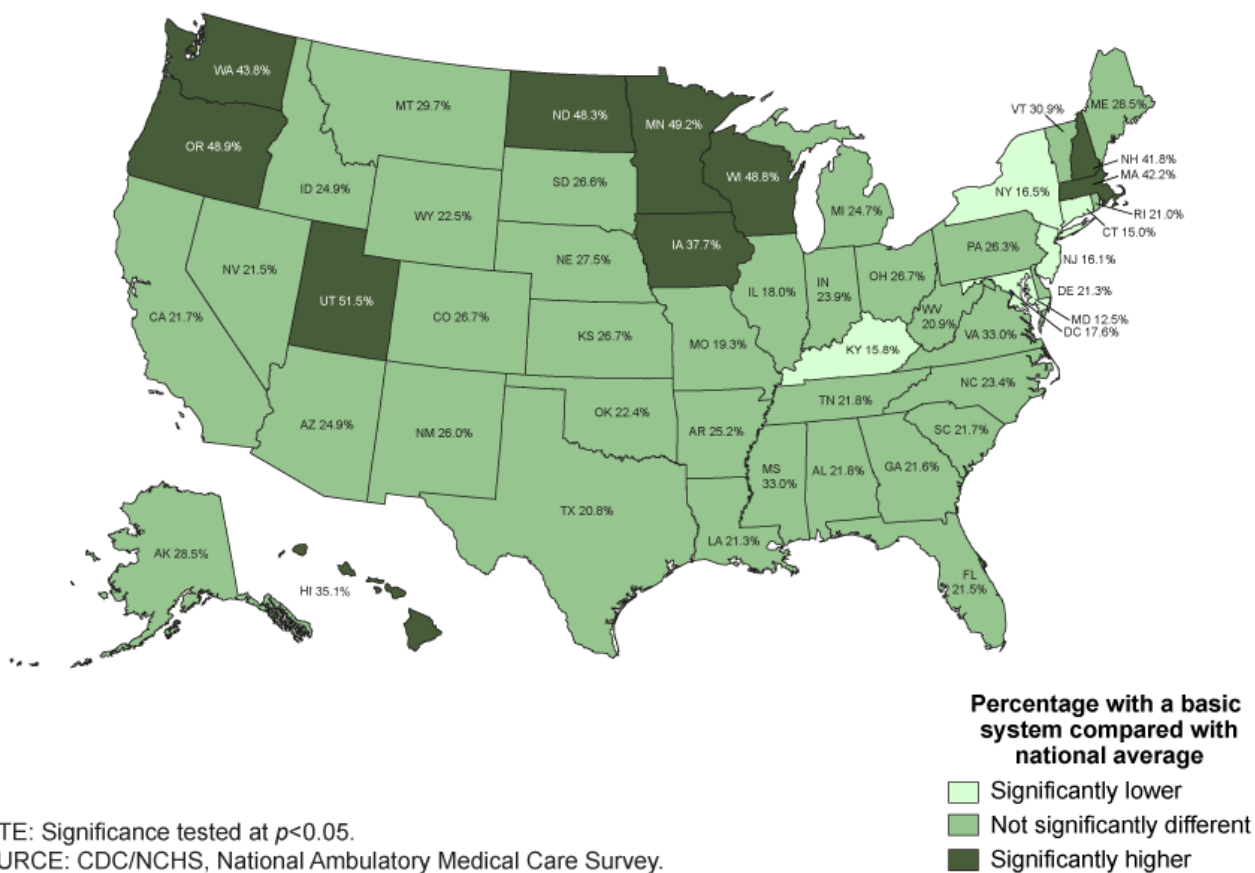 WA 43.8%
MT 29.7%
ND 48.3%
MN 49.2%
VT 30.9%
ME 28.5%
OR 48.9%
ID 24.9%
SD 26.6%
WI 48.8%
NH 41.8%
MA 42.2%
WY 22.5%
MI 24.7%
NY 16.5%
RI 21.0%
CT 15.0%
IA 37.7%
PA 26.3%
NJ 16.1%
NV 21.5%
UT 51.5%
NE 27.5%
IL 18.0%
IN
23.9%
OH 26.7%
DE 21.3%
CA 21.7%
CO 26.7%
KS 26.7%
MO 19.3%
WV
20.9%
MD 12.5%
DC 17.6%
KY 15.8%
VA 33.0%
AZ 24.9%
NM 26.0%
OK 22.4%
AR 25.2%
TN 21.8%
NC 23.4%
SC 21.7%
MS
33.0%
AL 21.8%
GA 21.6%
TX 20.8%
LA 21.3%
AK 28.5%
HI 35.1%
FL
21.5%
Percentage with a basic
system compared with
national average
Significantly lower
Not significantly different
Significantly higher
TE: Significance tested at p<0.05.
URCE: CDC/NCHS, National Ambulatory Medical Care Survey.